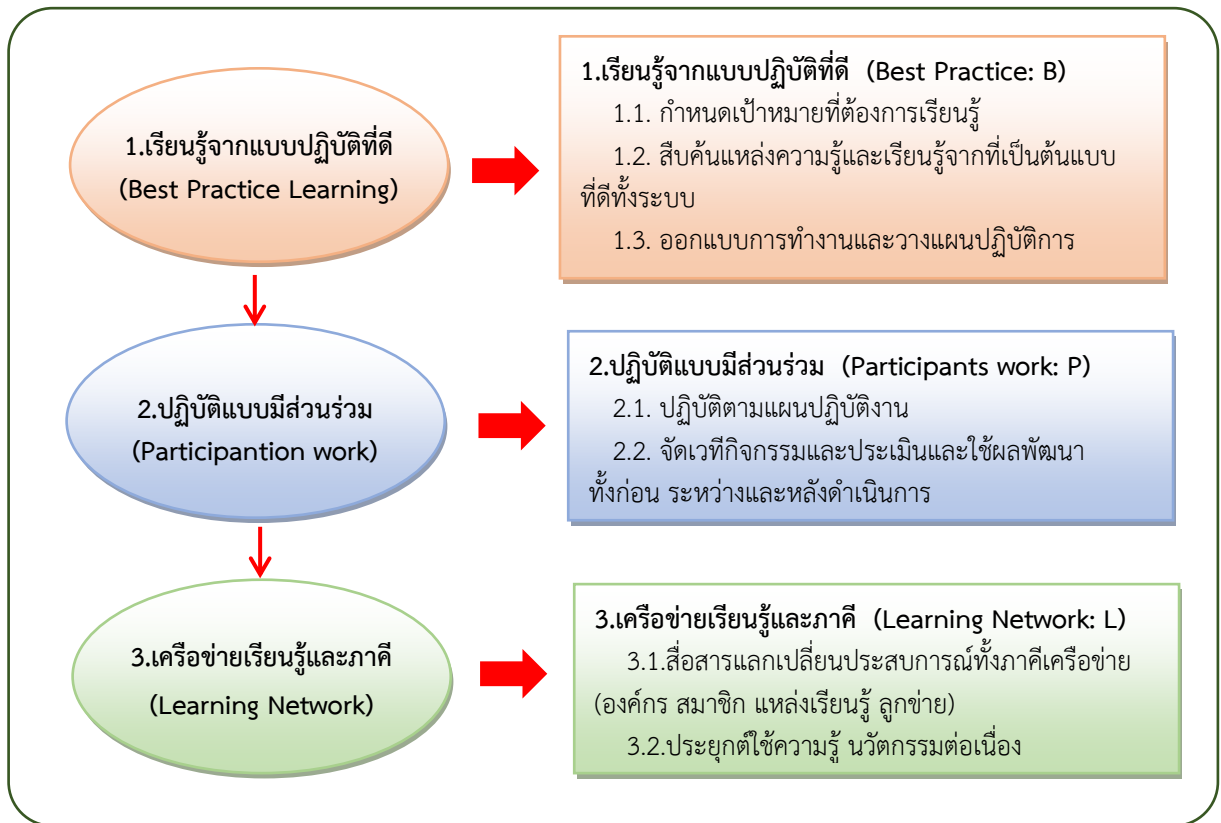 1.เรียนรู้จากแบบปฏิบัติที่ดี
(Best Practice Learning)
1.เรียนรู้จากแบบปฏิบัติที่ดี (Best Practice: B)
1.1. กำหนดเป้าหมายที่ต้องการเรียนรู้
1.2. สืบค้นแหล่งความรู้และเรียนรู้จากที่เป็นต้นแบบ
ที่ดีทั้งระบบ
1.3. ออกแบบการทำงานและวางแผนปฏิบัติการ
2.ปฏิบัติแบบมีส่วนร่วม
(Participantion work)
2.ปฏิบัติแบบมีส่วนร่วม (Participants work: P)
2.1. ปฏิบัติตามแผนปฏิบัติงาน
2.2. จัดเวทีกิจกรรมและประเมินและใช้ผลพัฒนา
ทั้งก่อน ระหว่างและหลังดำเนินการ
3.เครือข่ายเรียนรู้และภาคี
(Learning Network)
3.เครือข่ายเรียนรู้และภาคี (Learning Network: L)
3.1.สื่อสารแลกเปลี่ยนประสบการณ์ทั้งภาคีเครือข่าย
(องค์กร สมาชิก แหล่งเรียนรู้ ลูกข่าย)
3.2.ประยุกต์ใช้ความรู้ นวัตกรรมต่อเนื่อง